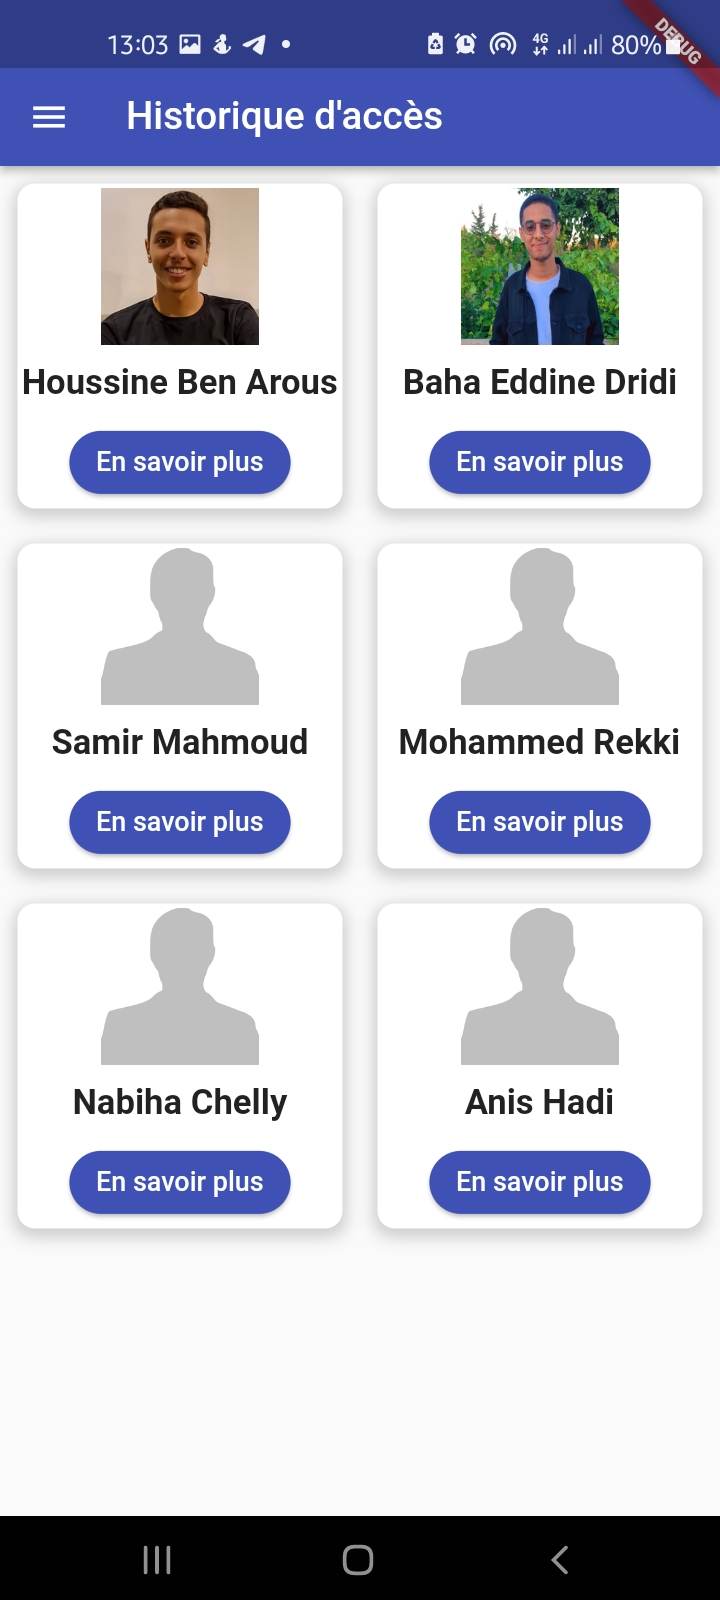 13:03 4G 80% DEBUG
Historique d'accès
Houssine Ben Arous
Baha Eddine Dridi
En savoir plus
En savoir plus
Samir Mahmoud
Mohammed Rekki
En savoir plus
En savoir plus
Nabiha Chelly
Anis Hadi
En savoir plus
En savoir plus